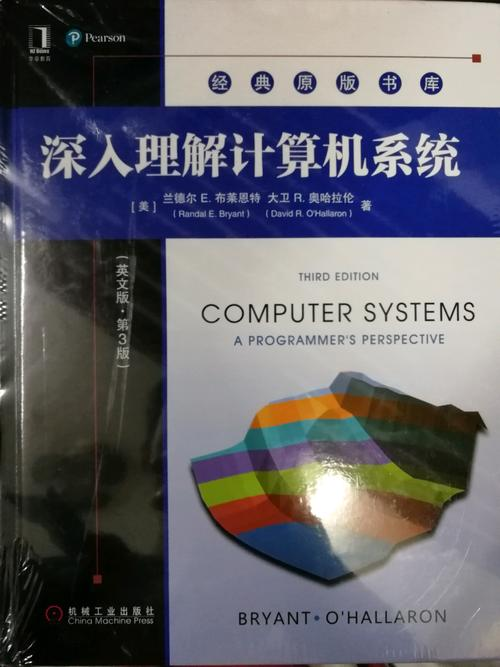 HZ Books
华章教育
Pearson
经典原版书库
深入理解计算机系统
[美] 兰德尔 E. 布莱恩特 大卫 R. 奥哈拉伦 著
(Randal E. Bryant) (David R. O'Hallaron)
(英文版·第3版)
THIRD EDITION
COMPUTER SYSTEMS
A PROGRAMMER'S PERSPECTIVE
BRYANT • O'HALLARON
机械工业出版社
China Machine Press